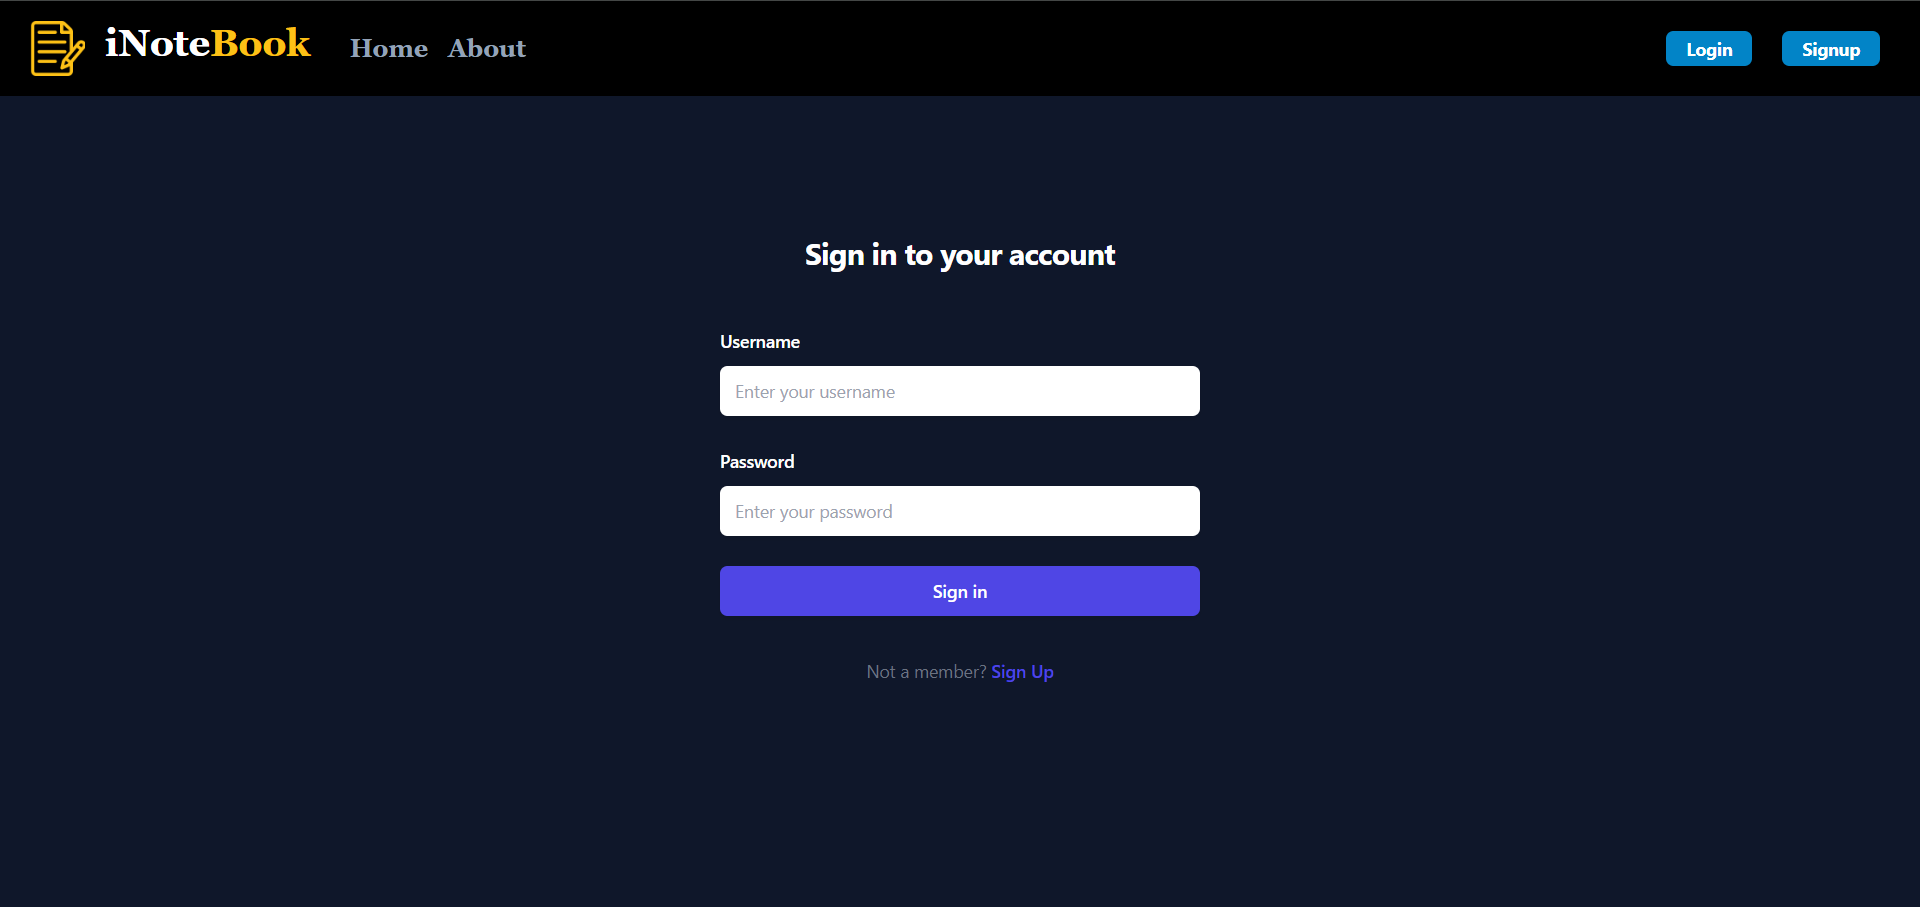 iNoteBook Home About Login Signup
Sign in to your account
Username
Enter your username
Password
Enter your password
Sign in
Not a member? Sign Up